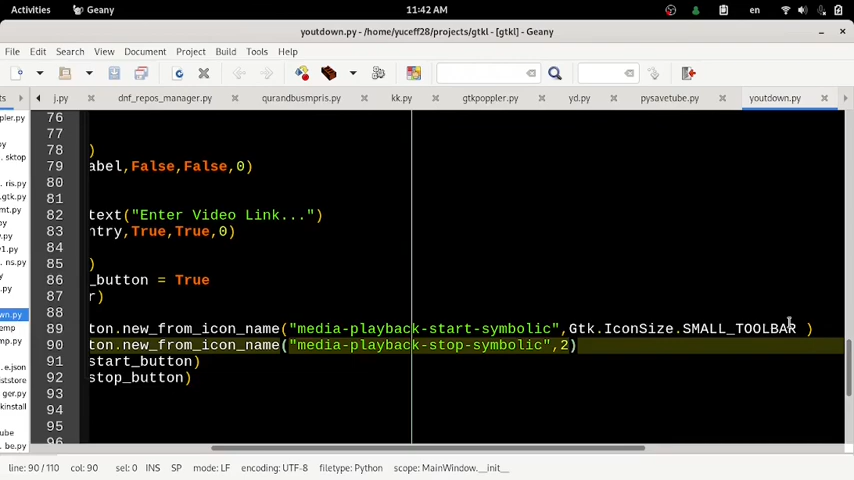 Activities Geany 11:42 AM en
youtdown.py - /home/yuceff28/projects/gtkl - [gtkl] - Geany
File Edit Search View Document Project Build Tools Help
j.py dnf_repos_manager.py qurandbusmpris.py kk.py gtkpoppler.py yd.py pysavetube.py youtdown.py
76
77
78 )
79 abel,False,False,0)
80
81
82 text("Enter Video Link...")
83 ntry,True,True,0)
84
85 )
86 _button = True
87 r)
88
89 ton.new_from_icon_name("media-playback-start-symbolic",Gtk.IconSize.SMALL_TOOLBAR )
90 ton.new_from_icon_name("media-playback-stop-symbolic",2)
91 start_button)
92 stop_button)
93
94
95
96
line: 90 / 110 col: 90 sel: 0 INS SP mode: LF encoding: UTF-8 filetype: Python scope: MainWindow.__init__